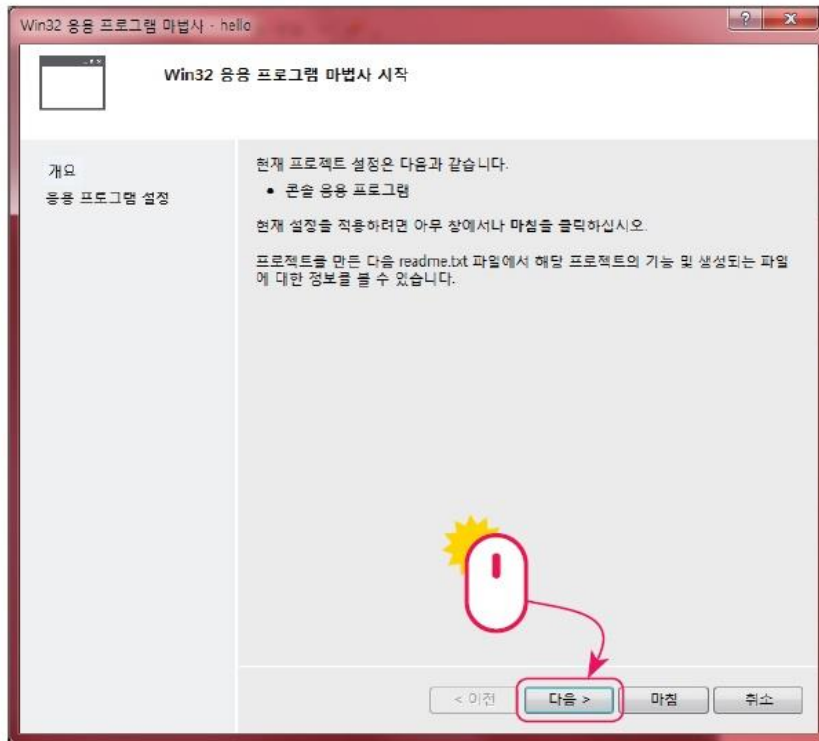 Win32 응용 프로그램 마법사 - hello
Win32 응용 프로그램 마법사 시작
개요
응용 프로그램 설정
현재 프로젝트 설정은 다음과 같습니다.
• 콘솔 응용 프로그램
현재 설정을 적용하려면 아무 창에서나 마침을 클릭하십시오.
프로젝트를 만든 다음 readme.txt 파일에서 해당 프로젝트의 기능 및 생성되는 파일
에 대한 정보를 볼 수 있습니다.
< 이전 다음 > 마침 취소